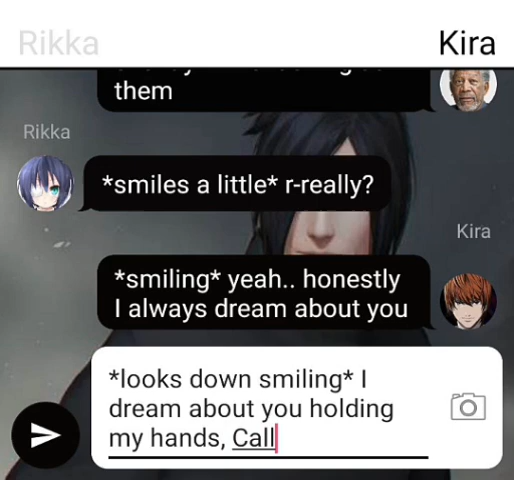 Rikka
Kira
them
Rikka
*smiles a little* r-really?
Kira
*smiling* yeah.. honestly
I always dream about you
*looks down smiling* I
dream about you holding
my hands, Call